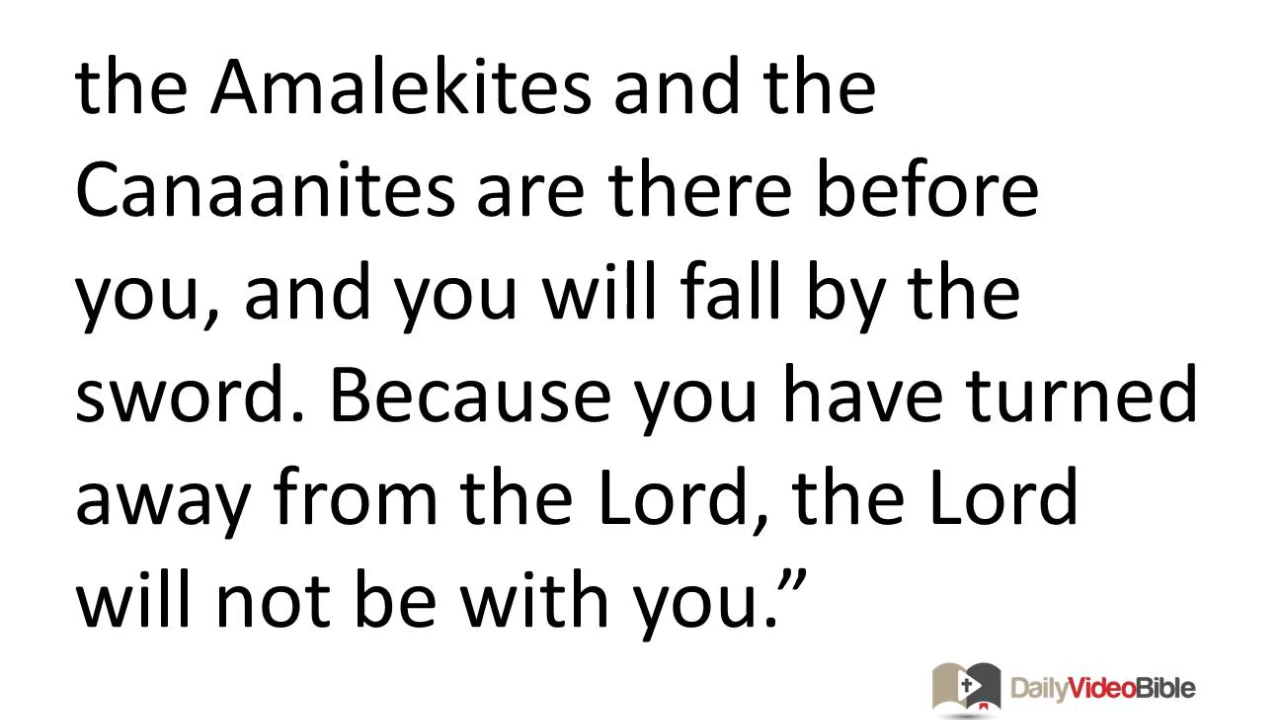 the Amalekites and the
Canaanites are there before
you, and you will fall by the
sword. Because you have turned
away from the Lord, the Lord
will not be with you.”
DailyVideoBible